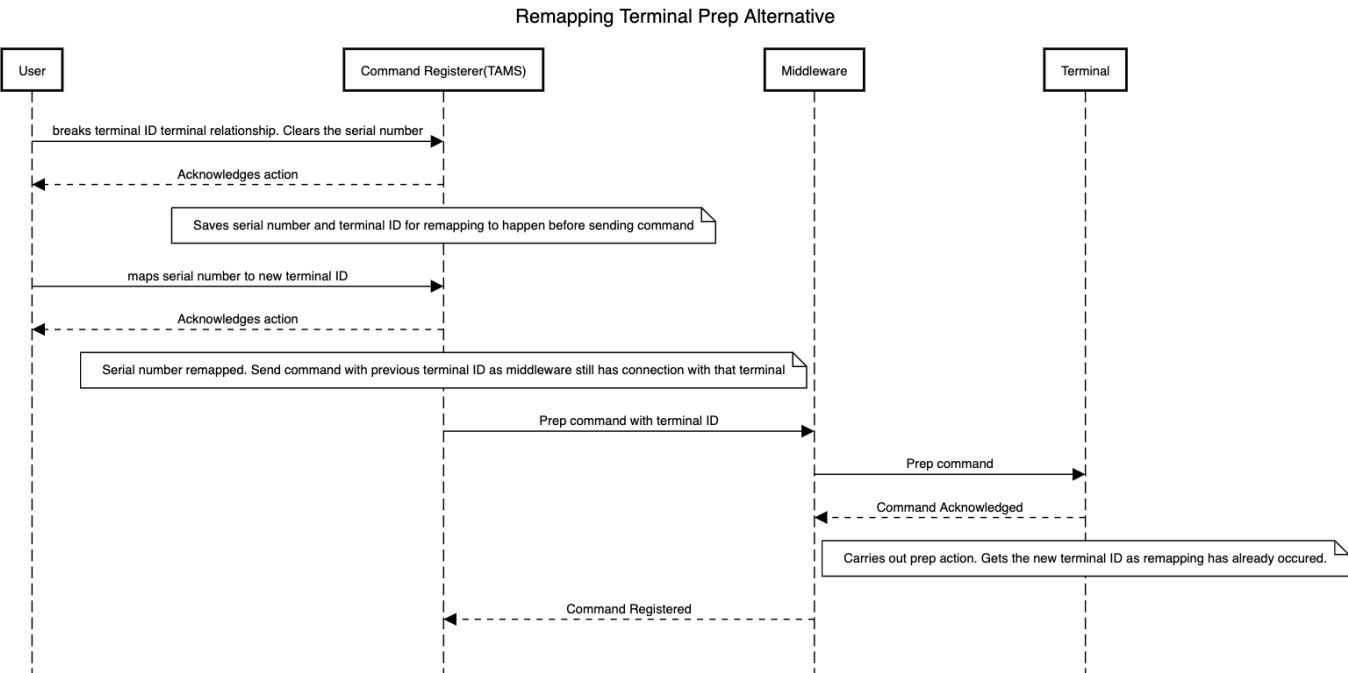 Remapping Terminal Prep Alternative
User
Command Registerer(TAMS)
Middleware
Terminal
breaks terminal ID terminal relationship. Clears the serial number
Acknowledges action
Saves serial number and terminal ID for remapping to happen before sending command
maps serial number to new terminal ID
Acknowledges action
Serial number remapped. Send command with previous terminal ID as middleware still has connection with that terminal
Prep command with terminal ID
Prep command
Command Acknowledged
Carries out prep action. Gets the new terminal ID as remapping has already occured.
Command Registered